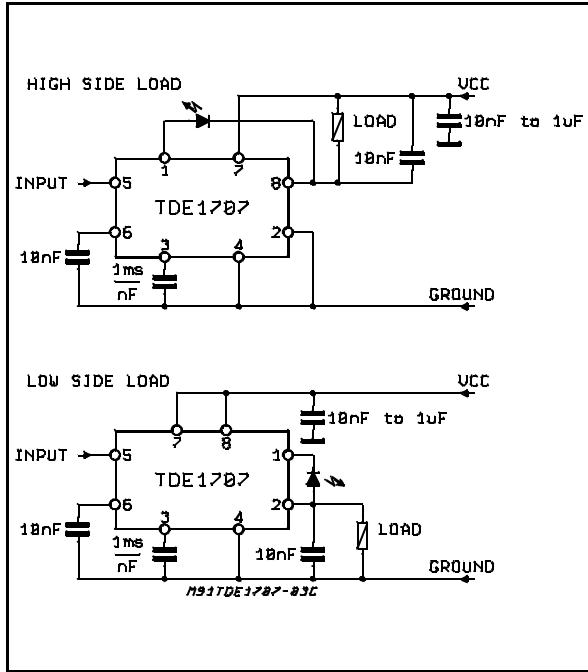 HIGH SIDE LOAD
VCC
LOAD
10nF to 1uF
10nF
1
7
INPUT
5
8
TDE1707
6
2
10nF
3
4
1ms
nF
GROUND
LOW SIDE LOAD
VCC
10nF to 1uF
7
8
INPUT
5
1
TDE1707
6
2
10nF
3
4
LOAD
1ms
nF
10nF
GROUND
M91TDE1707-03C